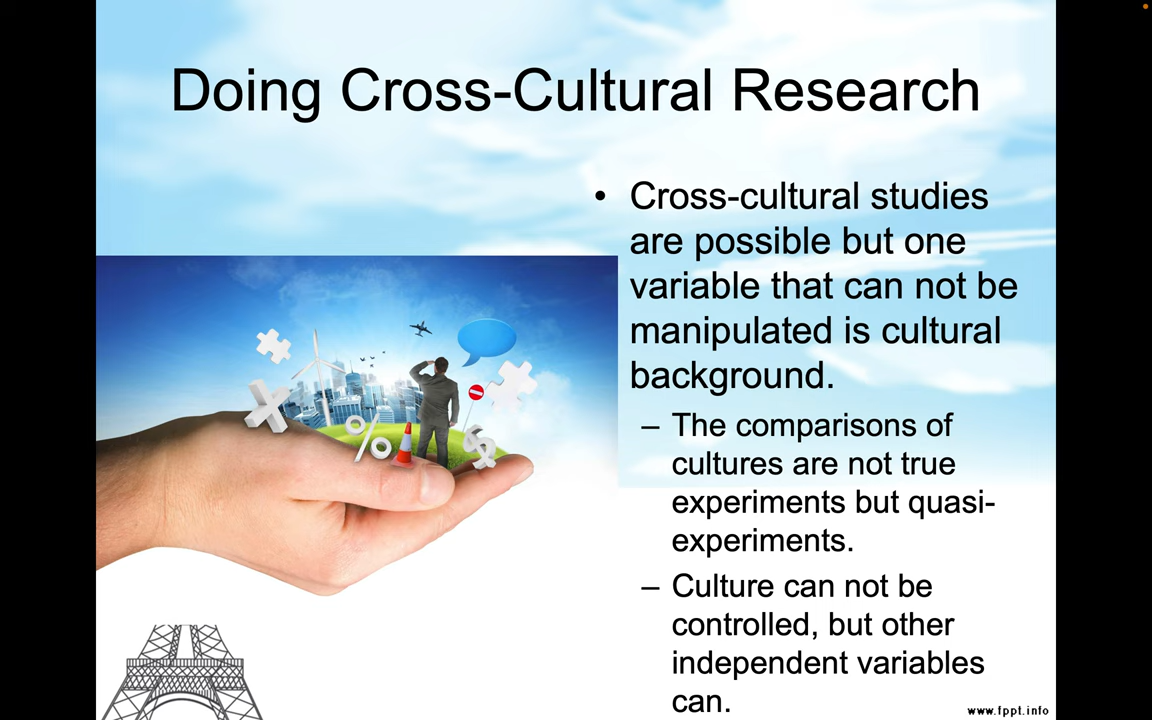 Doing Cross-Cultural Research
• Cross-cultural studies
are possible but one
variable that can not be
manipulated is cultural
background.
– The comparisons of
cultures are not true
experiments but quasi-
experiments.
– Culture can not be
controlled, but other
independent variables
can.
www.fppt.info